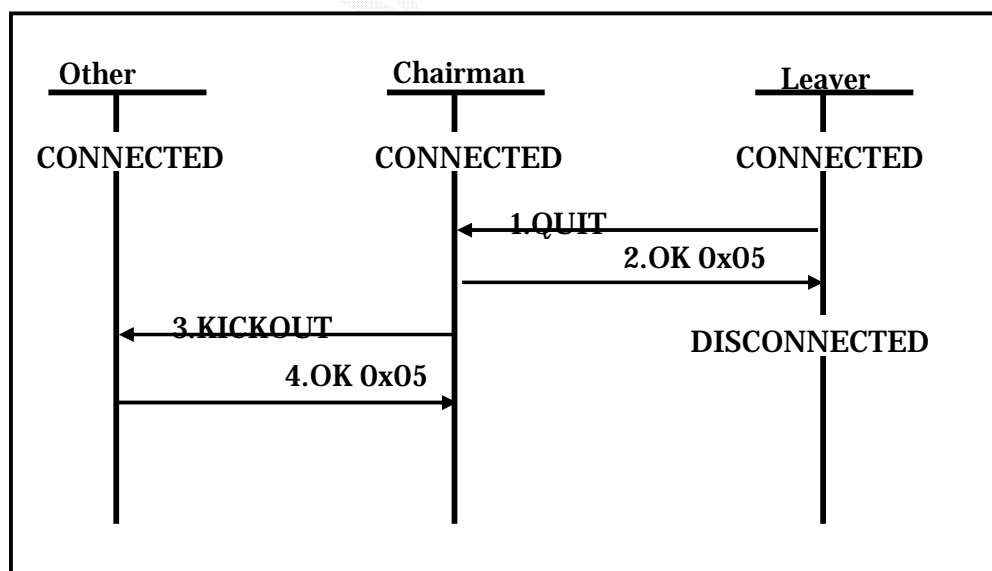 Other Chairman Leaver
CONNECTED CONNECTED CONNECTED
1.QUIT
2.OK 0x05
3.KICKOUT
DISCONNECTED
4.OK 0x05